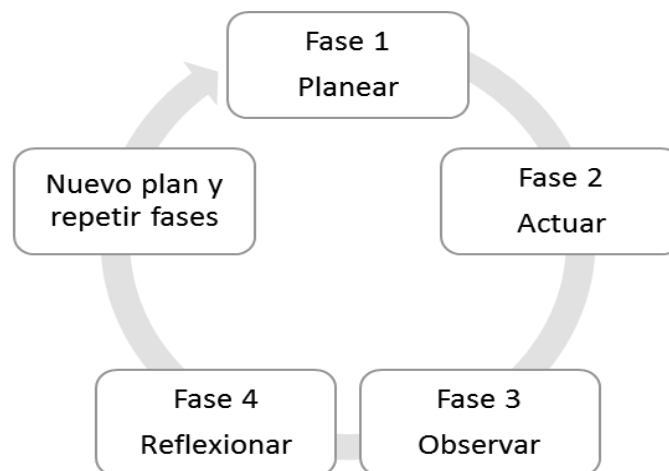 Fase 1
Planear
Fase 2
Actuar
Fase 3
Observar
Fase 4
Reflexionar
Nuevo plan y
repetir fases